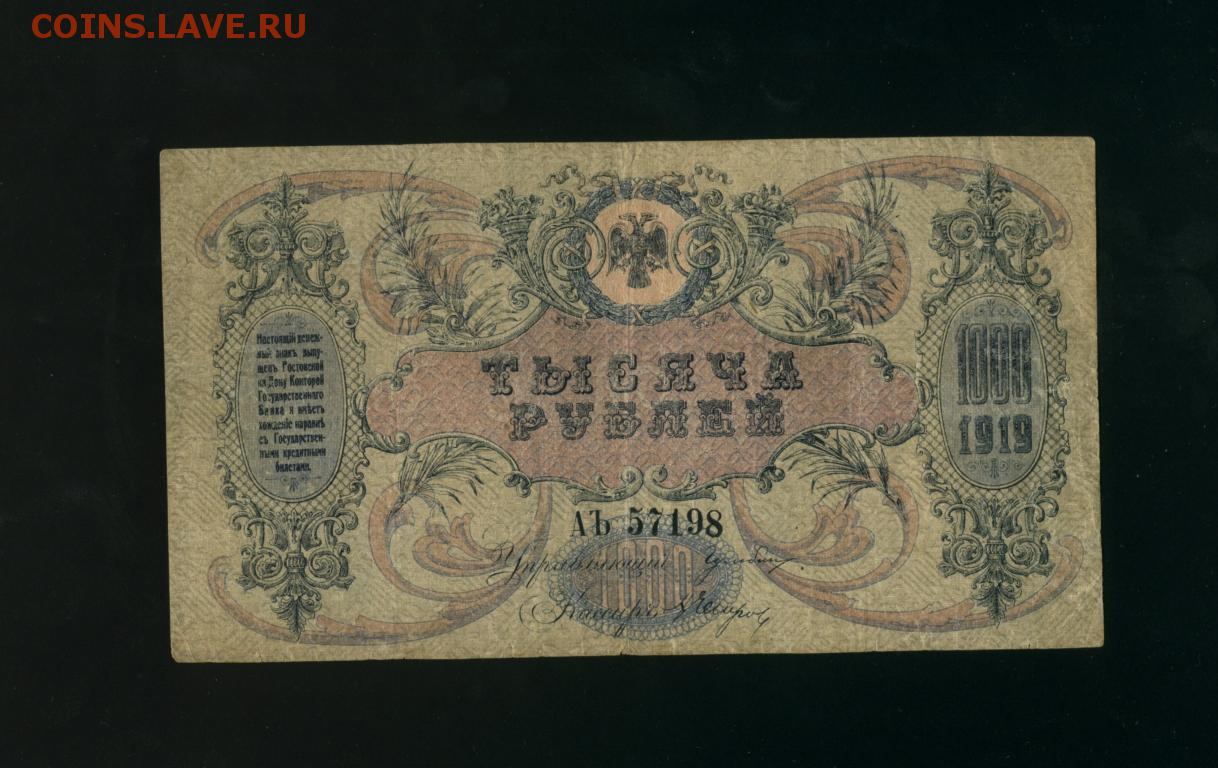 COINS.LAVE.RU
ТЫСЯЧА
РУБЛЕЙ
Настоящій денеж-
ный знакъ выпу-
щенъ Ростовской
на Дону Конторой
Государственнаго
Банка и имѣетъ
хожденіе наравнѣ
съ Государствен-
ными кредитными
билетами.
1000
1919
АЪ 57198
1000
Управляющій
Кассиръ